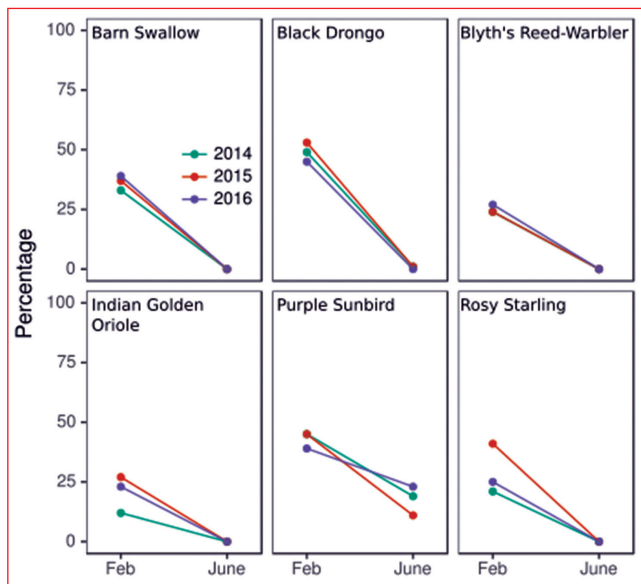 100
75
50
25
0
Percentage
Barn Swallow
2014
2015
2016
Black Drongo
Blyth's Reed-Warbler
100
75
50
25
0
Indian Golden
Oriole
Purple Sunbird
Rosy Starling
Feb June
Feb June
Feb June